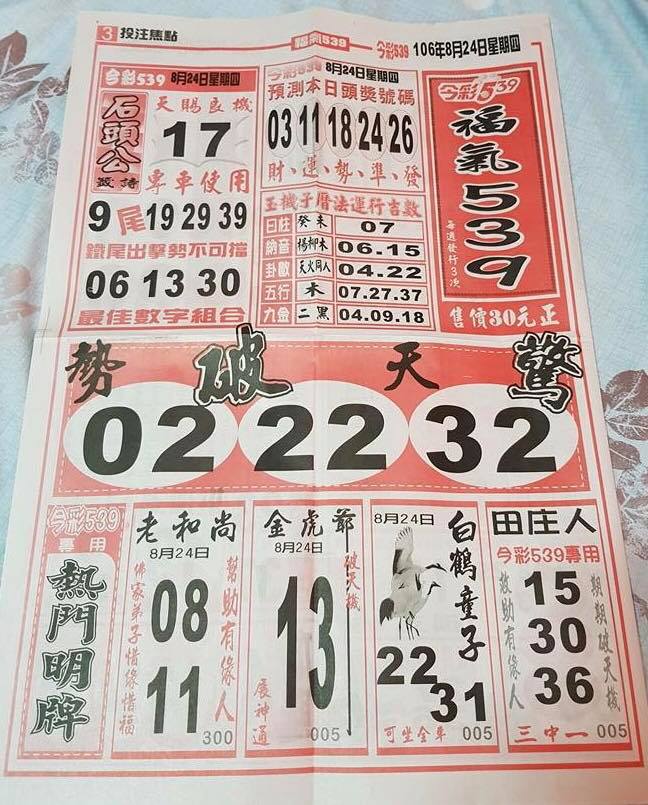 3 投注焦點
福氣539
今彩539 106年8月24日星期四
今彩539 8月24日星期四
石頭公
天賜良機
17
專車使用
9尾 19 29 39
鐵尾出擊勢不可擋
06 13 30
最佳數字組合
今彩539 8月24日星期四
預測本日頭獎號碼
03 11 18 24 26
財、運、勢、準、發
玉機子曆法運行吉數
日柱 癸未 07
納音 楊柳木 06.15
卦數 天火同人 04.22
五行 木 07.27.37
九金 二黑 04.09.18
今彩539
福氣539
每週發行3次
售價30元正
勢破天驚
02 22 32
今彩539
專用
熱門明牌
老和尚
8月24日
幫助有緣人
佛家弟子惜緣惜福
08
11
300
金虎爺
8月24日
破天機
13
展神通
005
8月24日
白鶴童子
22
31
可坐全車 005
田庄人
今彩539專用
期期破天機
救助有緣人
15
30
36
三中一 005